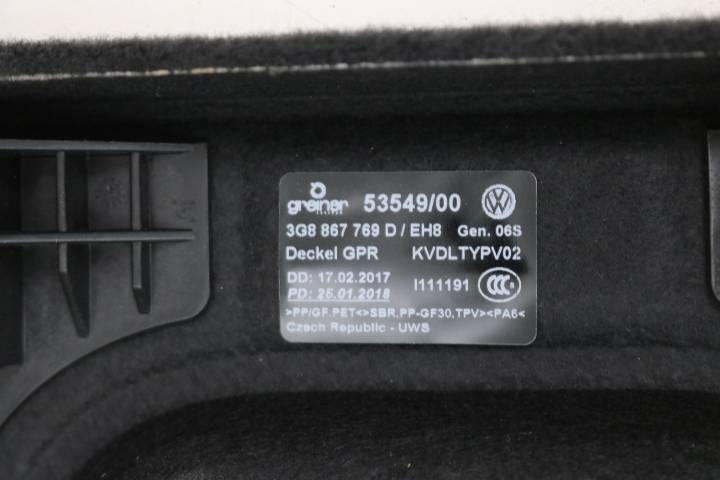 greiner 53549/00
3G8 867 769 D / EH8 Gen. 06S
Deckel GPR KVDLTYPV02
DD: 17.02.2017
I111191
PD: 25.01.2018
>PP/GF,PET<>SBR,PP-GF30,TPV><PA6<
Czech Republic - UWS